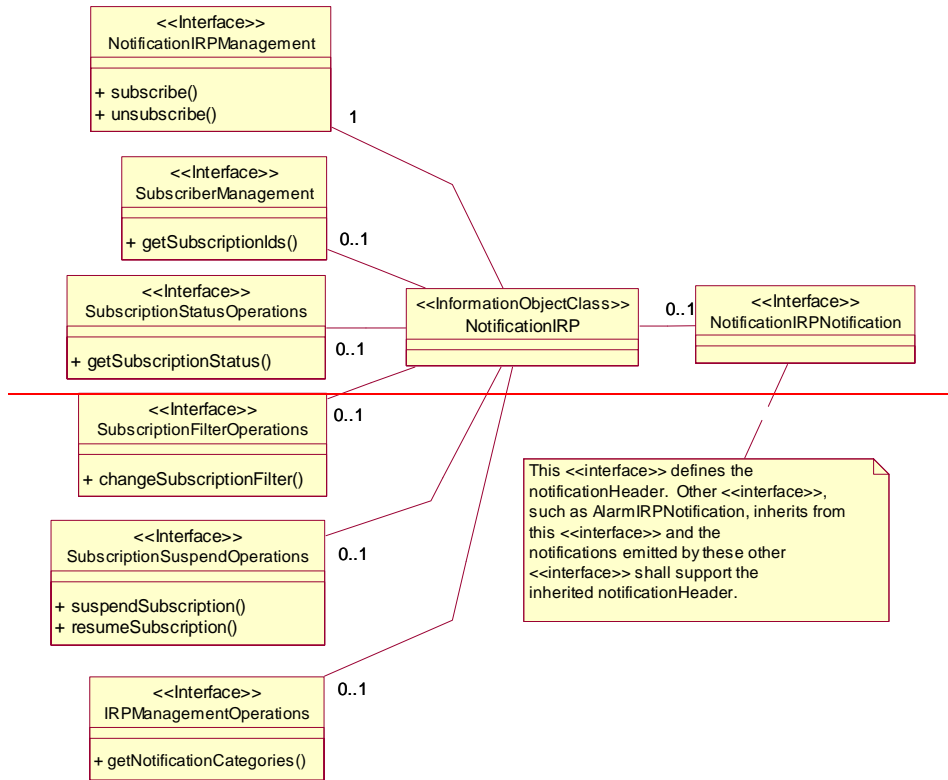 <<Interface>>
NotificationIRPManagement
+ subscribe()
+ unsubscribe()
1
<<Interface>>
SubscriberManagement
+ getSubscriptionIds()
0..1
<<Interface>>
SubscriptionStatusOperations
+ getSubscriptionStatus()
0..1
<<InformationObjectClass>>
NotificationIRP
0..1
<<Interface>>
NotificationIRPNotification
<<Interface>>
SubscriptionFilterOperations
+ changeSubscriptionFilter()
0..1
This <<interface>> defines the
notificationHeader. Other <<interface>>,
such as AlarmIRPNotification, inherits from
this <<interface>> and the
notifications emitted by these other
<<interface>> shall support the
inherited notificationHeader.
<<Interface>>
SubscriptionSuspendOperations
+ suspendSubscription()
+ resumeSubscription()
0..1
<<Interface>>
IRPManagementOperations
+ getNotificationCategories()
0..1